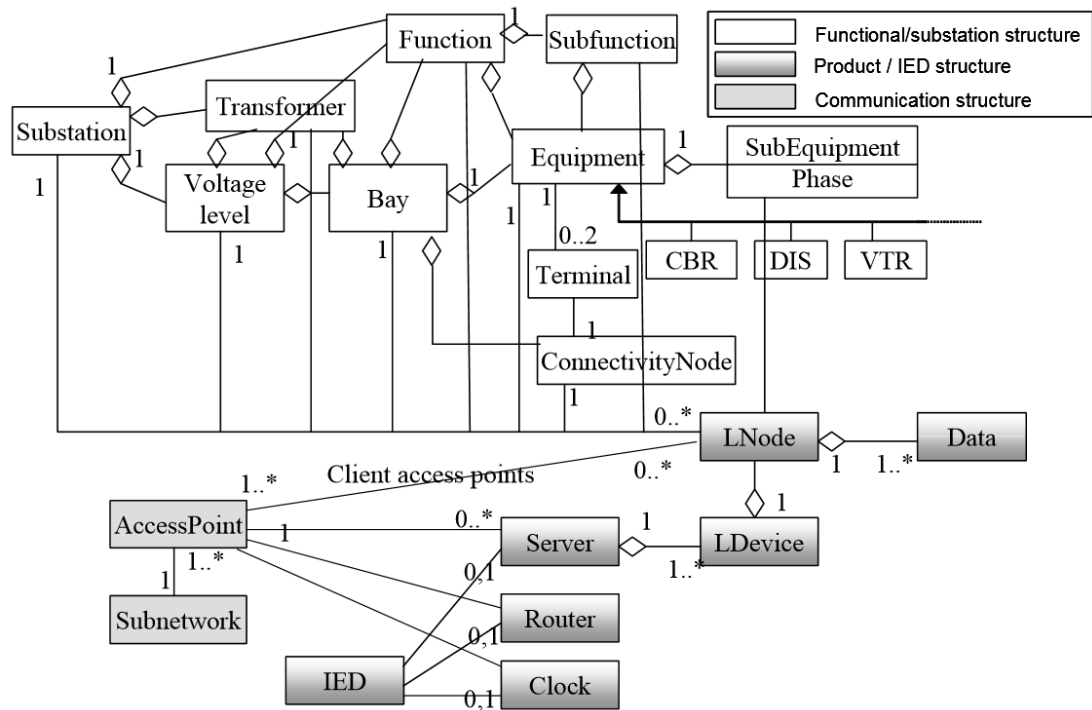 Function
1
Subfunction
Functional/substation structure
Product / IED structure
Communication structure
1
Substation
Transformer
1
1
Equipment
1
SubEquipment
Phase
1
Voltage
level
Bay
1
1
1
1
1
1
0..2
CBR
DIS
VTR
Terminal
1
ConnectivityNode
1
0..*
LNode
Data
1
1..*
Client access points
0..*
1..*
AccessPoint
1
0..*
Server
1
LDevice
1
1..*
1..*
1
0,1
Subnetwork
Router
0,1
IED
Clock
0,1